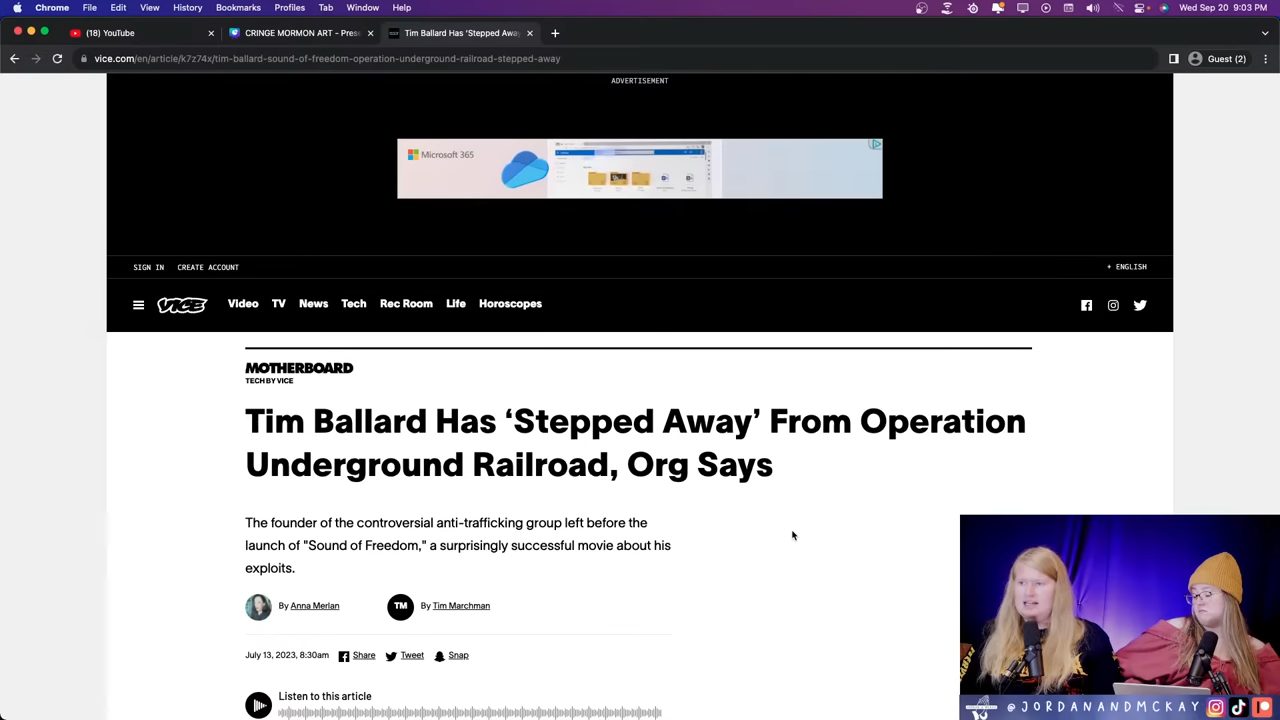 Chrome File Edit View History Bookmarks Profiles Tab Window Help
20:09:03 PM
(18) YouTube
CRINGE MORMON ART - Prese
Tim Ballard Has ‘Stepped Away’
vice.com/en/article/k7z74x/tim-ballard-sound-of-freedom-operation-underground-railroad-stepped-away
Guest (2)
ADVERTISEMENT
Microsoft 365
SIGN IN CREATE ACCOUNT
+ ENGLISH
VICE Video TV News Tech Rec Room Life Horoscopes
MOTHERBOARD
TECH BY VICE
Tim Ballard Has ‘Stepped Away’ From Operation
Underground Railroad, Org Says
The founder of the controversial anti-trafficking group left before the
launch of "Sound of Freedom," a surprisingly successful movie about his
exploits.
By Anna Merlan
TM By Tim Marchman
July 13, 2023, 8:30am Share Tweet Snap
Listen to this article
@JORDANANDMCKAY